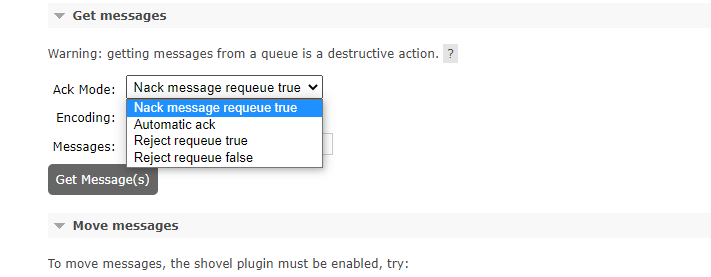 Get messages
Warning: getting messages from a queue is a destructive action. ?
Ack Mode: Nack message requeue true
Nack message requeue true
Encoding:
Automatic ack
Reject requeue true
Messages:
Reject requeue false
Get Message(s)
Move messages
To move messages, the shovel plugin must be enabled, try: